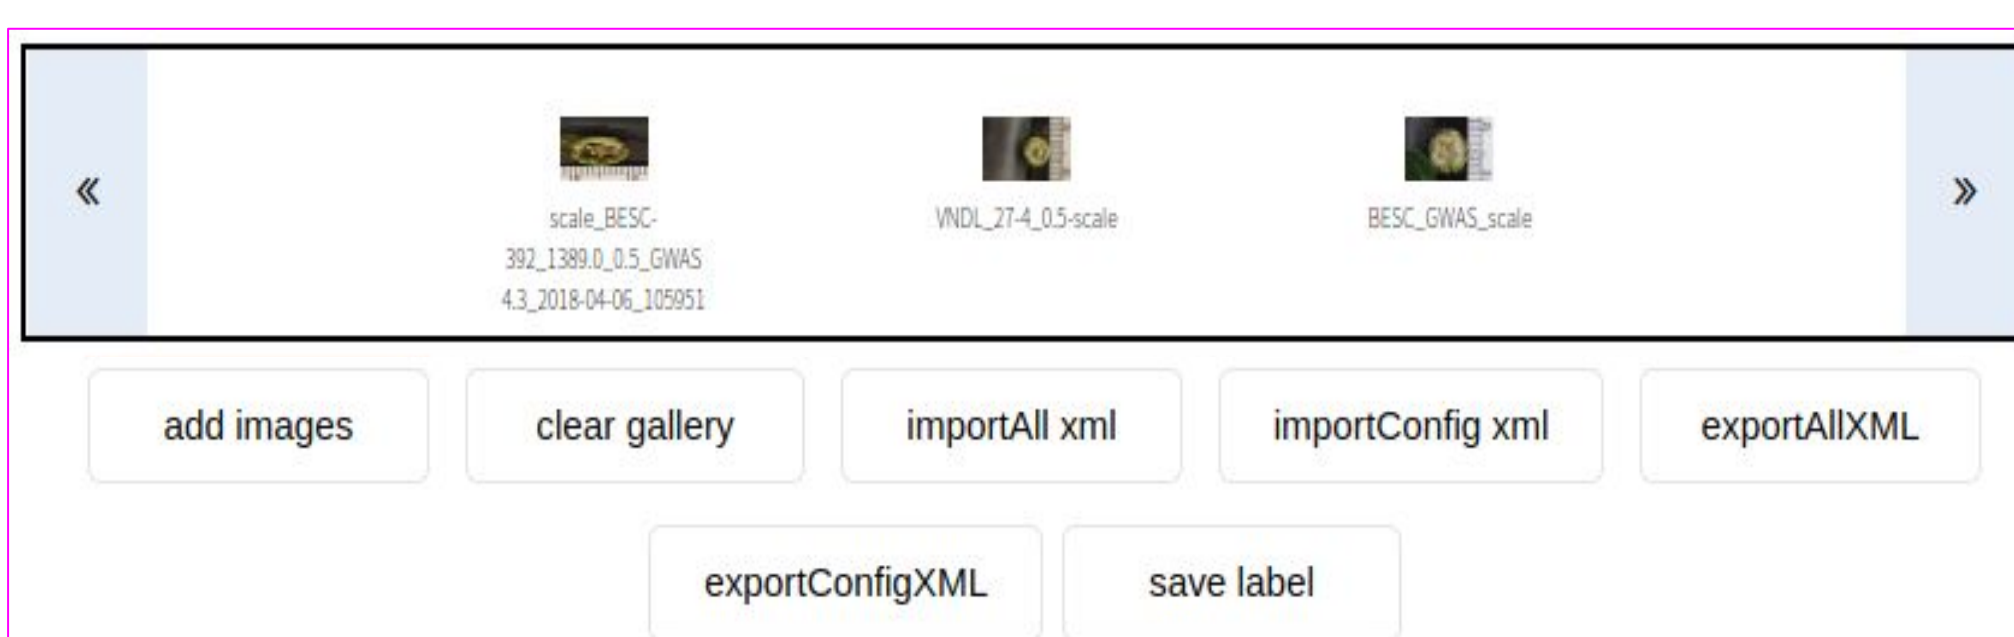 «
scale_BESC-
392_1389.0_0.5_GWAS
4.3_2018-04-06_105951
VNDL_27-4_0.5-scale
BESC_GWAS_scale
»
add images
clear gallery
importAll xml
importConfig xml
exportAllXML
exportConfigXML
save label